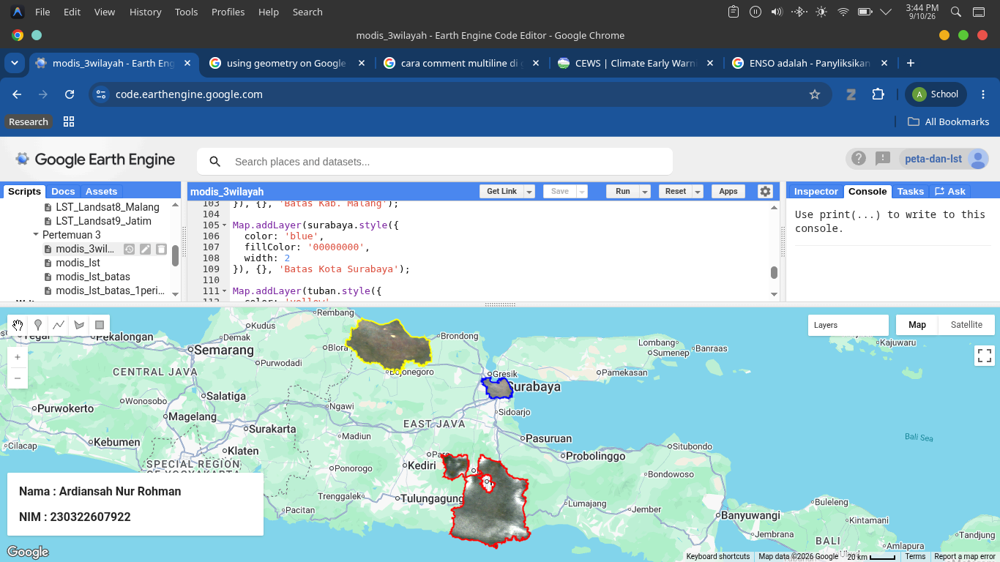 File Edit View History Tools Profiles Help Search
3:44 PM
9/10/26
modis_3wilayah - Earth Engine Code Editor - Google Chrome
modis_3wilayah - Earth Eng
using geometry on Google
cara comment multiline di g
CEWS | Climate Early Warni
ENSO adalah - Panyliksikan
code.earthengine.google.com
A School
Research
All Bookmarks
Google Earth Engine
Search places and datasets...
peta-dan-lst
Scripts Docs Assets
LST_Landsat8_Malang
LST_Landsat9_Jatim
Pertemuan 3
modis_3wil...
modis_lst
modis_lst_batas
modis_lst_batas_1peri...
modis_3wilayah
Get Link Save Run Reset Apps
103 }), {}, 'Batas Kab. Malang');
104
105 Map.addLayer(surabaya.style({
106 color: 'blue',
107 fillColor: '00000000',
108 width: 2
109 }), {}, 'Batas Kota Surabaya');
110
111 Map.addLayer(tuban.style({
112 color: 'yellow'
Inspector Console Tasks Ask
Use print(...) to write to this
console.
Layers
Map Satellite
Rembang
Kudus
Tegal
Pekalongan
Demak
Blora
Brondong
Lombang-
Sumenep
Banraas
Kajuwaru
Semarang
Purwodadi
CENTRAL JAVA
Bojonegoro
Gresik
Pamekasan
Surabaya
Wonosobo
Salatiga
Purwokerto
Ngawi
Sidoarjo
Magelang
EAST JAVA
Surakarta
Cilacap
Kebumen
Madiun
Pasuruan
Bali Sea
Klaten
Situbondo
SPECIAL REGION
OF YOGYAKARTA
Pare
Kediri
Probolinggo
Ponorogo
Bondowoso
Trenggalek
Tulungagung
Pacitan
Lumajang
Jember
Banyuwangi
Buleleng
Kintamani
Jembrana
BALI
Amlapura
Tandjung
Nama : Ardiansah Nur Rohman
NIM : 230322607922
Google
Keyboard shortcuts Map data ©2026 Google 20 km Terms Report a map error